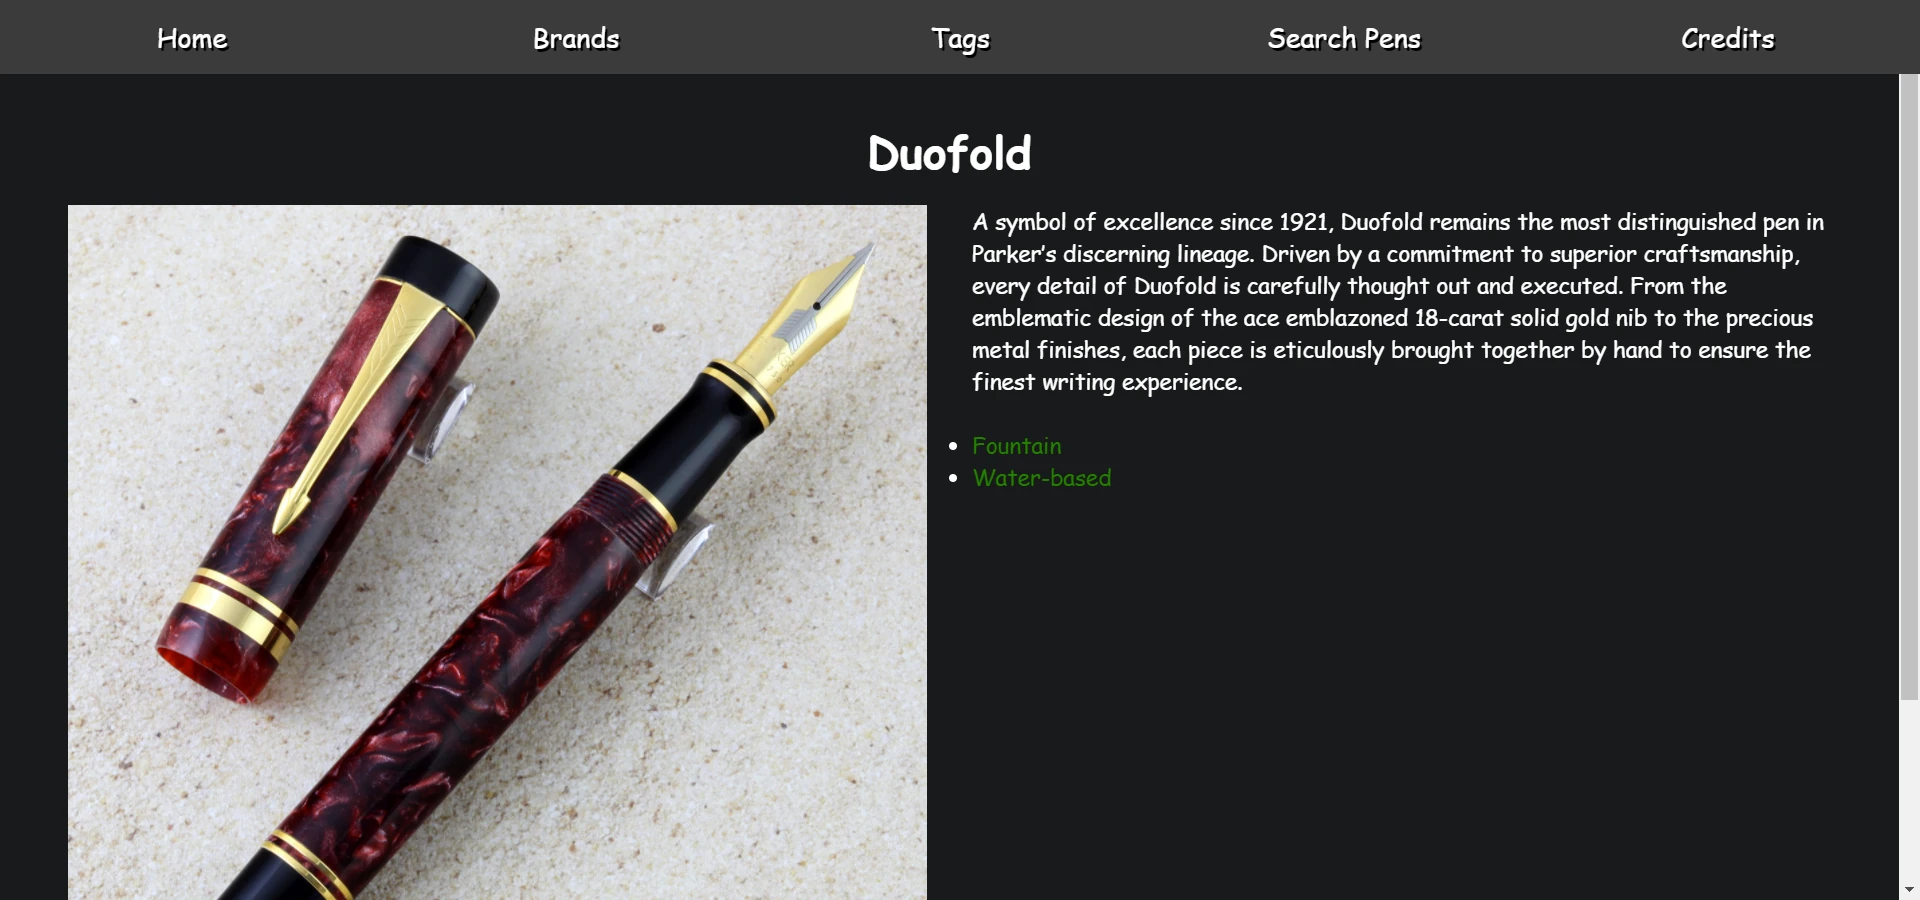 Home Brands Tags Search Pens Credits
Duofold
A symbol of excellence since 1921, Duofold remains the most distinguished pen in
Parker's discerning lineage. Driven by a commitment to superior craftsmanship,
every detail of Duofold is carefully thought out and executed. From the
emblematic design of the ace emblazoned 18-carat solid gold nib to the precious
metal finishes, each piece is eticulously brought together by hand to ensure the
finest writing experience.
Fountain
Water-based